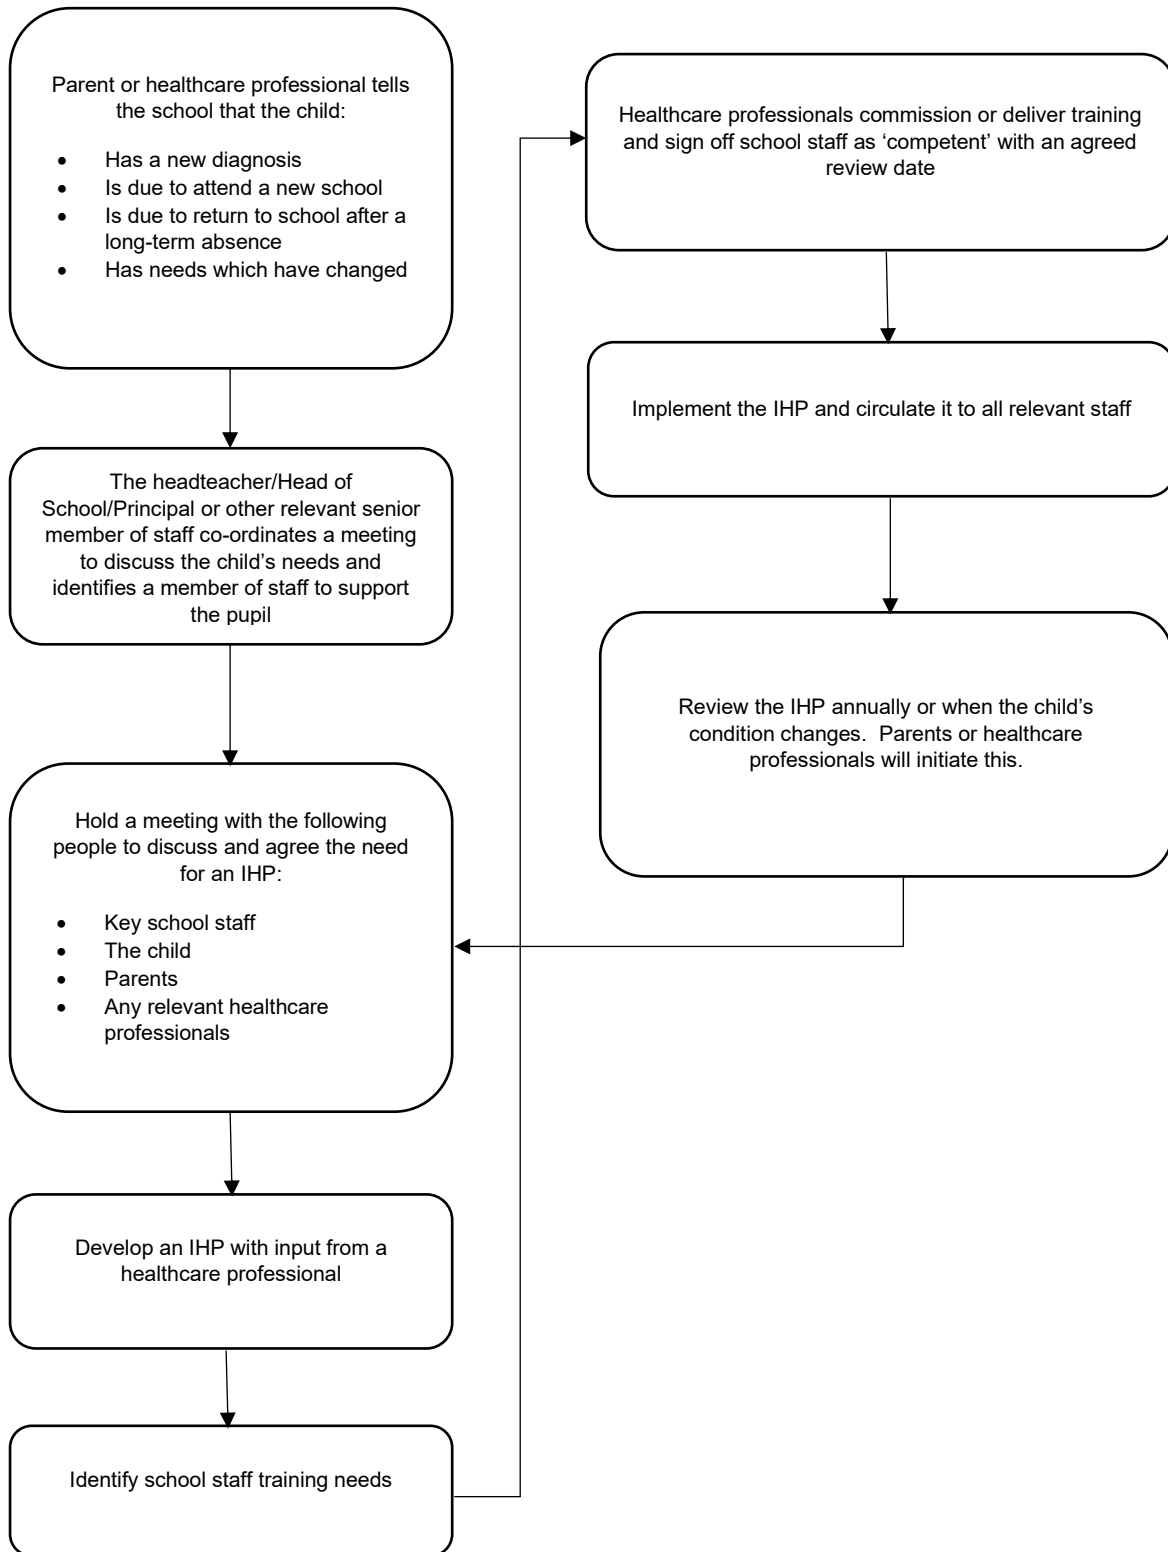 Parent or healthcare professional tells
the school that the child:
• Has a new diagnosis
• Is due to attend a new school
• Is due to return to school after a
long-term absence
• Has needs which have changed
The headteacher/Head of
School/Principal or other relevant senior
member of staff co-ordinates a meeting
to discuss the child’s needs and
identifies a member of staff to support
the pupil
Hold a meeting with the following
people to discuss and agree the need
for an IHP:
• Key school staff
• The child
• Parents
• Any relevant healthcare
professionals
Develop an IHP with input from a
healthcare professional
Identify school staff training needs
Healthcare professionals commission or deliver training
and sign off school staff as ‘competent’ with an agreed
review date
Implement the IHP and circulate it to all relevant staff
Review the IHP annually or when the child’s
condition changes.  Parents or healthcare
professionals will initiate this.